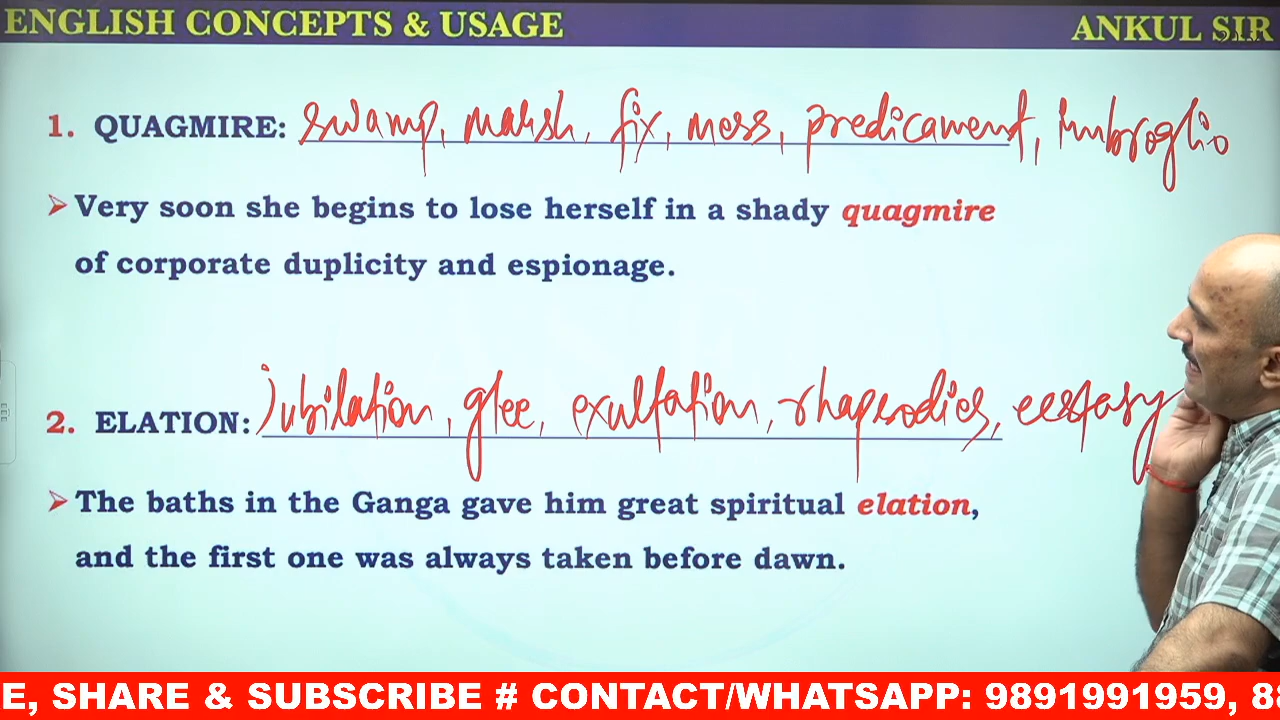 ENGLISH CONCEPTS & USAGE ANKUL SIR
1. QUAGMIRE: swamp, marsh, fix, mess, predicament, imbroglio
➢ Very soon she begins to lose herself in a shady quagmire
of corporate duplicity and espionage.
2. ELATION: jubilation, glee, exultation, rhapsodies, ecstasy
➢ The baths in the Ganga gave him great spiritual elation,
and the first one was always taken before dawn.
E, SHARE & SUBSCRIBE # CONTACT/WHATSAPP: 9891991959, 8